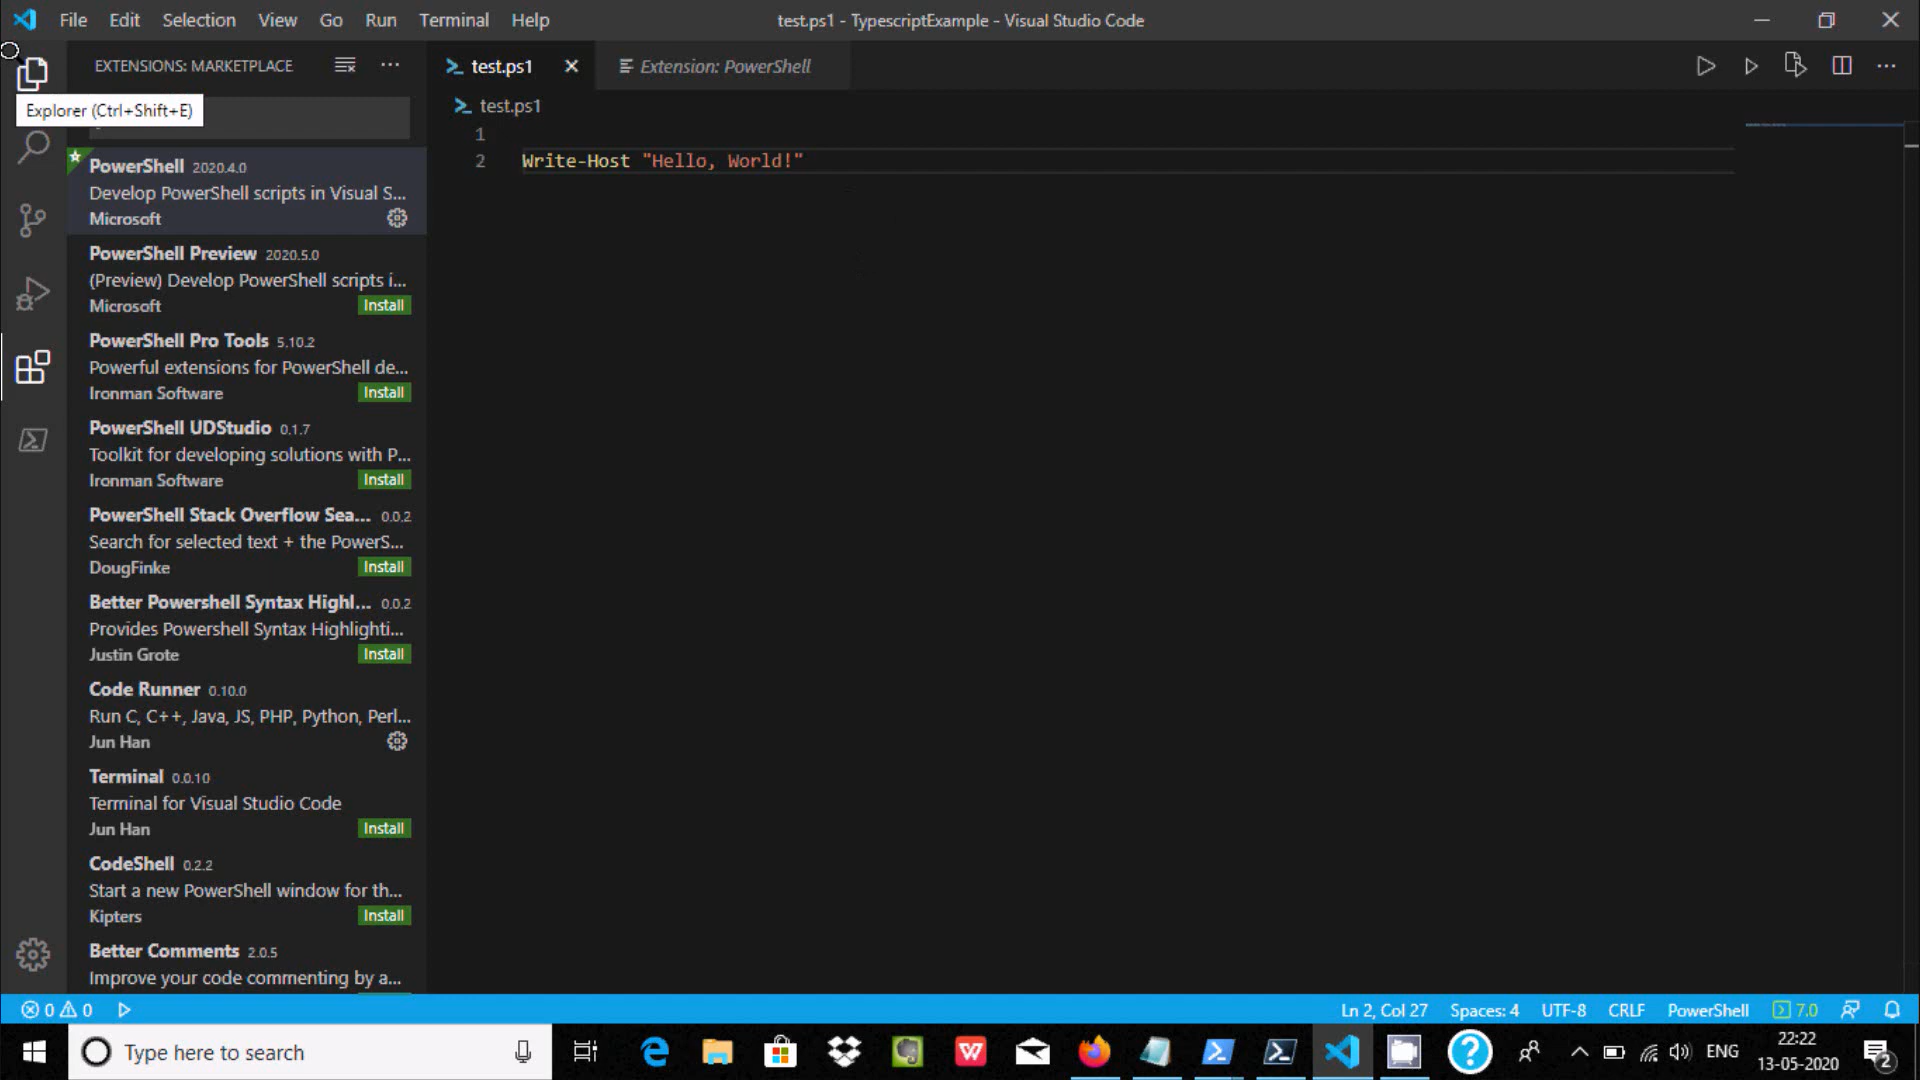 File Edit Selection View Go Run Terminal Help
test.ps1 - TypescriptExample - Visual Studio Code
EXTENSIONS: MARKETPLACE
Explorer (Ctrl+Shift+E)
PowerShell 2020.4.0
Develop PowerShell scripts in Visual S...
Microsoft
PowerShell Preview 2020.5.0
(Preview) Develop PowerShell scripts i...
Microsoft Install
PowerShell Pro Tools 5.10.2
Powerful extensions for PowerShell de...
Ironman Software Install
PowerShell UDStudio 0.1.7
Toolkit for developing solutions with P...
Ironman Software Install
PowerShell Stack Overflow Sea... 0.0.2
Search for selected text + the PowerS...
DougFinke Install
Better Powershell Syntax Highl... 0.0.2
Provides Powershell Syntax Highlighti...
Justin Grote Install
Code Runner 0.10.0
Run C, C++, Java, JS, PHP, Python, Perl...
Jun Han
Terminal 0.0.10
Terminal for Visual Studio Code
Jun Han Install
CodeShell 0.2.2
Start a new PowerShell window for th...
Kipters Install
Better Comments 2.0.5
Improve your code commenting by a...
test.ps1 Extension: PowerShell
test.ps1
1
2 Write-Host "Hello, World!"
0 0 Ln 2, Col 27 Spaces: 4 UTF-8 CRLF PowerShell 7.0
Type here to search
W
?
ENG
22:22
13-05-2020
2